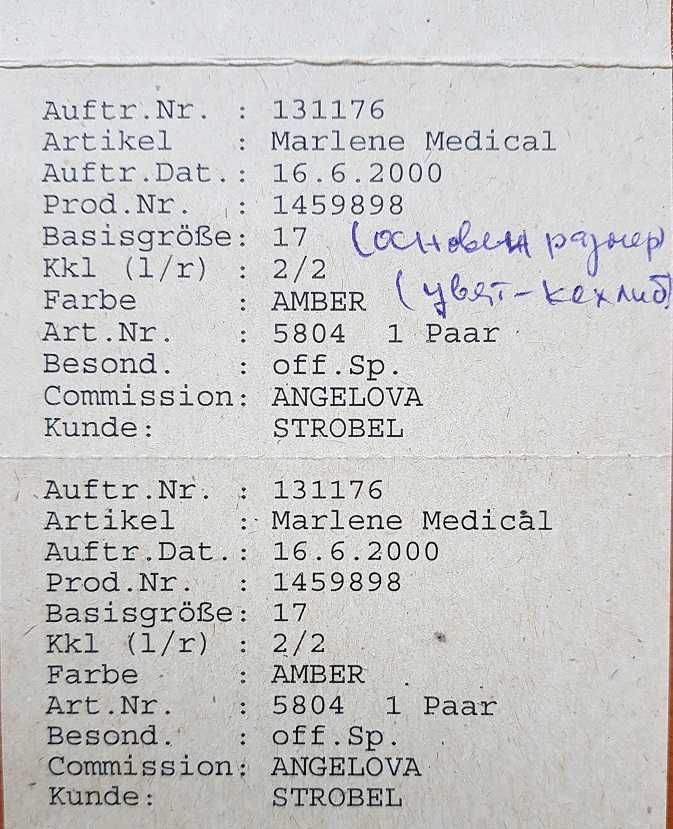 Auftr.Nr. : 131176
Artikel : Marlene Medical
Auftr.Dat.: 16.6.2000
Prod.Nr. : 1459898
Basisgröße: 17 (основен размер)
Kkl (l/r) : 2/2
Farbe : AMBER (цвят-кехлиб)
Art.Nr. : 5804 1 Paar
Besond. : off.Sp.
Commission: ANGELOVA
Kunde: STROBEL
Auftr.Nr. : 131176
Artikel : Marlene Medical
Auftr.Dat.: 16.6.2000
Prod.Nr. : 1459898
Basisgröße: 17
Kkl (l/r) : 2/2
Farbe : AMBER
Art.Nr. : 5804 1 Paar
Besond. : off.Sp.
Commission: ANGELOVA
Kunde: STROBEL